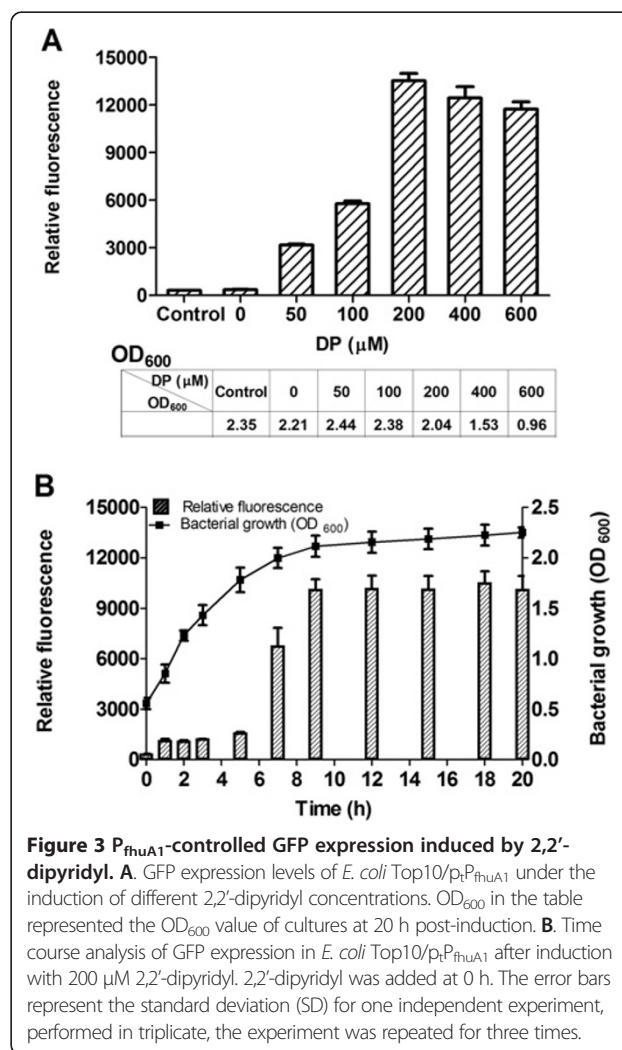 A
15000
12000
9000
6000
3000
0
Relative fluorescence
Control 0 50 100 200 400 600
DP (μM)
OD600
DP (μM) Control 0 50 100 200 400 600
OD600
2.35 2.21 2.44 2.38 2.04 1.53 0.96
B
Relative fluorescence
Bacterial growth (OD 600)
15000
12000
9000
6000
3000
0
Relative fluorescence
2.5
2.0
1.5
1.0
0.5
0.0
Bacterial growth (OD600)
0 2 4 6 8 10 12 14 16 18 20
Time (h)
Figure 3 PfhuA1-controlled GFP expression induced by 2,2’-
dipyridyl. A. GFP expression levels of E. coli Top10/ptPfhuA1 under the
induction of different 2,2’-dipyridyl concentrations. OD600 in the table
represented the OD600 value of cultures at 20 h post-induction. B. Time
course analysis of GFP expression in E. coli Top10/ptPfhuA1 after induction
with 200 μM 2,2’-dipyridyl. 2,2’-dipyridyl was added at 0 h. The error bars
represent the standard deviation (SD) for one independent experiment,
performed in triplicate, the experiment was repeated for three times.